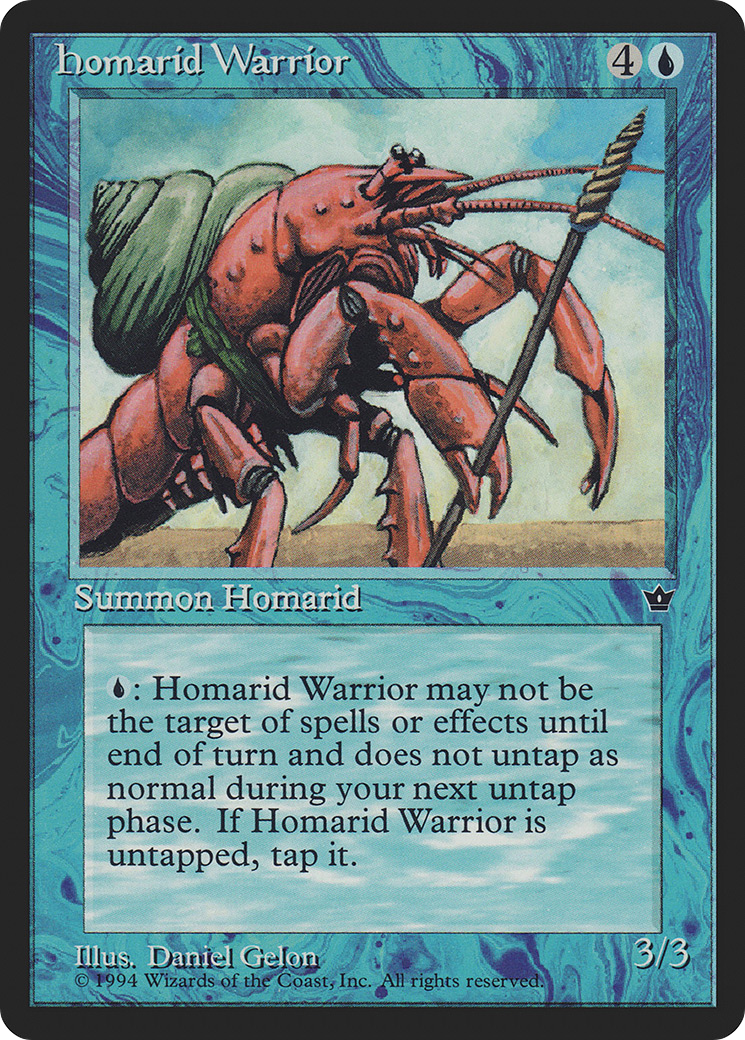 Homarid Warrior 4
Summon Homarid
: Homarid Warrior may not be
the target of spells or effects until
end of turn and does not untap as
normal during your next untap
phase. If Homarid Warrior is
untapped, tap it.
Illus. Daniel Gelon
3/3
© 1994 Wizards of the Coast, Inc. All rights reserved.